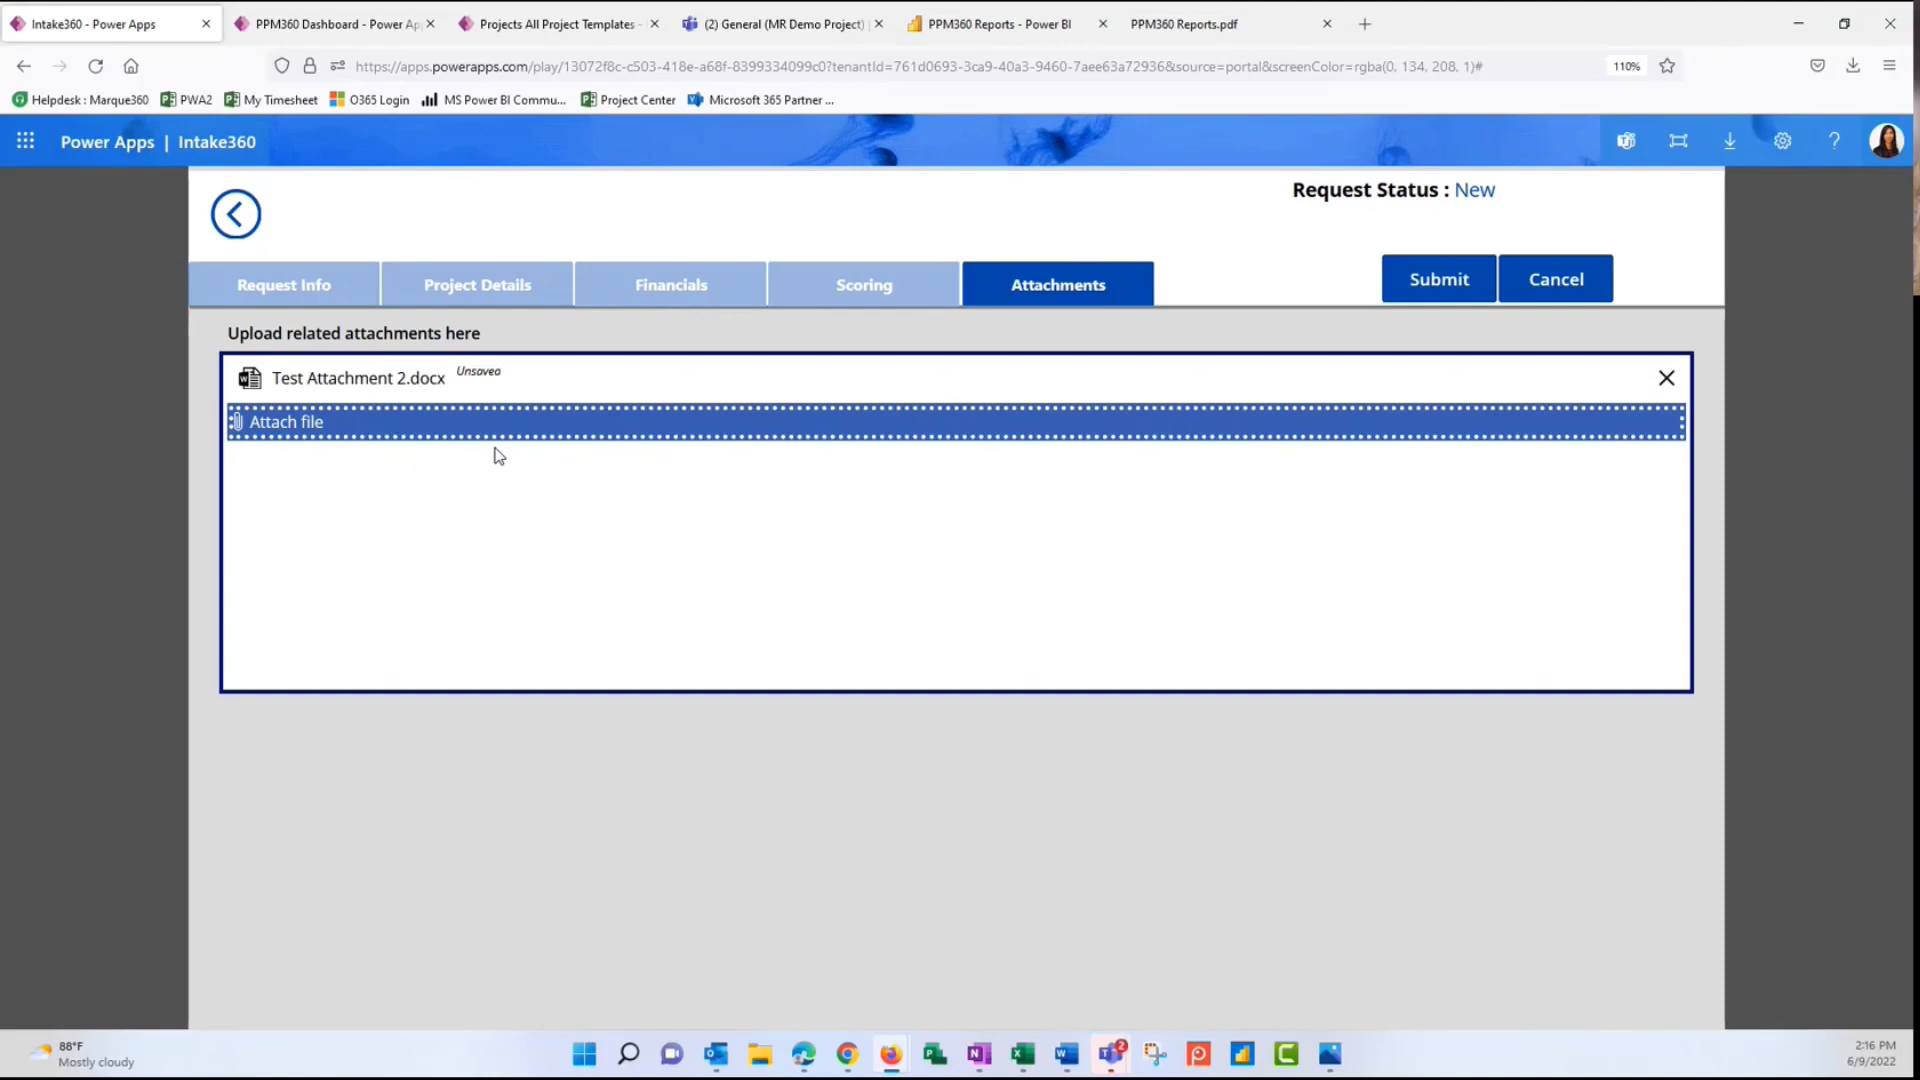 Intake360 - Power Apps
PPM360 Dashboard - Power Ap
Projects All Project Templates -
(2) General (MR Demo Project) |
PPM360 Reports - Power BI
PPM360 Reports.pdf
https://apps.powerapps.com/play/13072f8c-c503-418e-a68f-8399334099c0?tenantId=761d0693-3ca9-40a3-9460-7aee63a72936&source=portal&screenColor=rgba(0, 134, 208, 1)#
110%
Helpdesk : Marque360
PWA2
My Timesheet
O365 Login
MS Power BI Commu...
Project Center
Microsoft 365 Partner ...
Power Apps | Intake360
Request Status : New
Request Info
Project Details
Financials
Scoring
Attachments
Submit
Cancel
Upload related attachments here
Test Attachment 2.docx
Unsaved
Attach file
88°F
Mostly cloudy
2
2:16 PM
6/9/2022